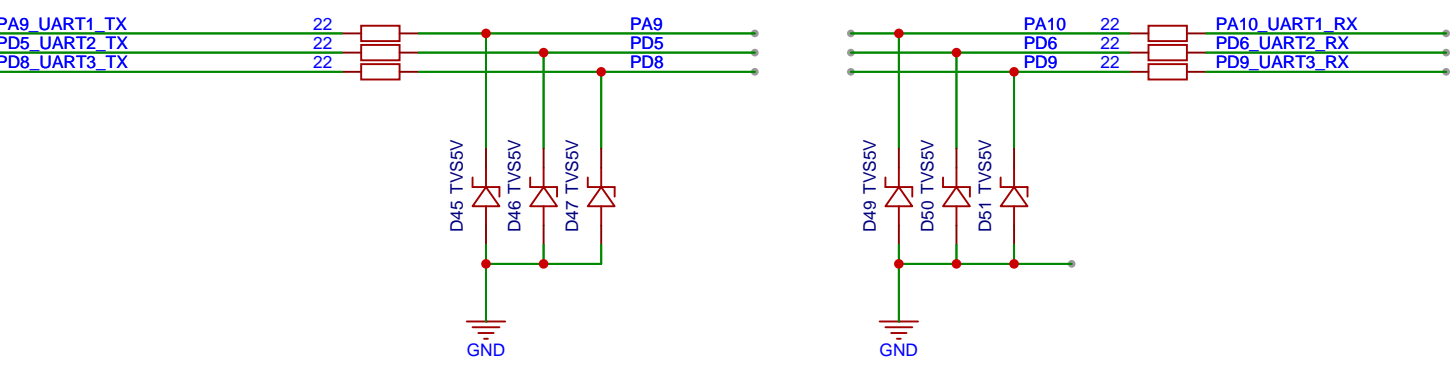 PA9_UART1_TX 22 PA9 PA10 22 PA10_UART1_RX
PD5_UART2_TX 22 PD5 PD6 22 PD6_UART2_RX
PD8_UART3_TX 22 PD8 PD9 22 PD9_UART3_RX
D45 TVS5V
D46 TVS5V
D47 TVS5V
D49 TVS5V
D50 TVS5V
D51 TVS5V
GND GND